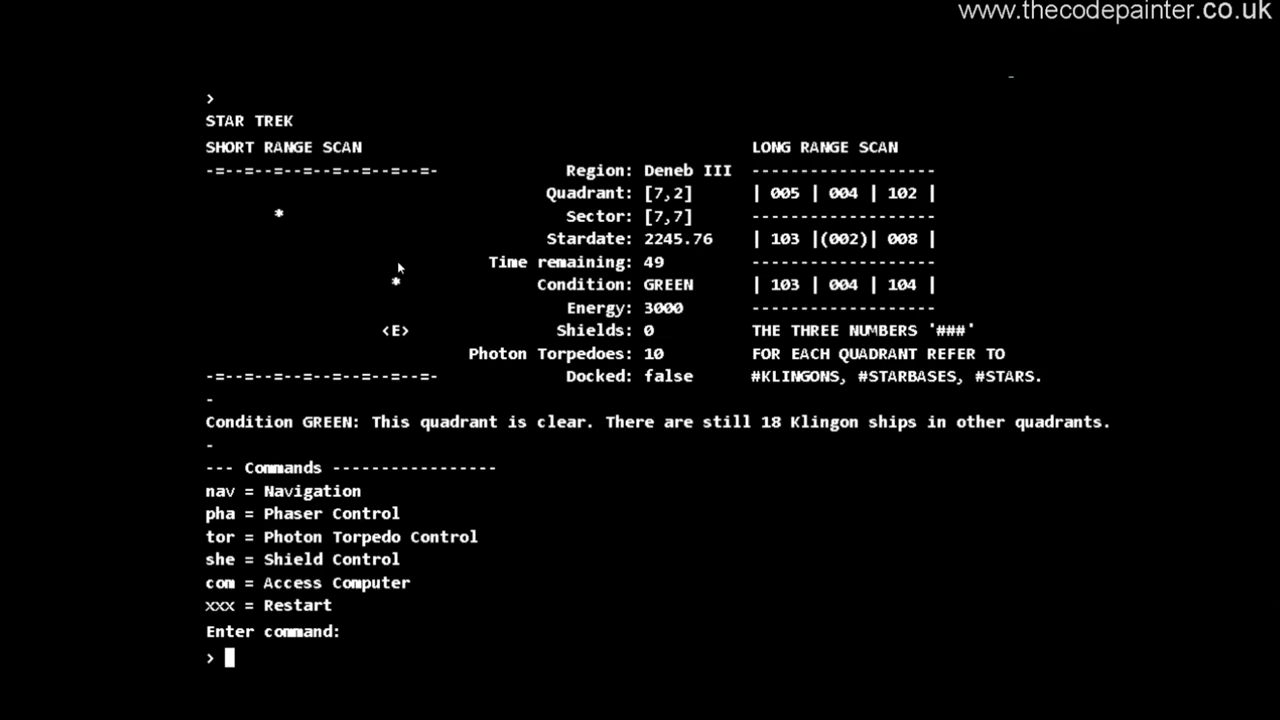 www.thecodepainter.co.uk
-
>
STAR TREK
SHORT RANGE SCAN LONG RANGE SCAN
-=--=--=--=--=--=--=--=- Region: Deneb III -------------------
Quadrant: [7,2] | 005 | 004 | 102 |
* Sector: [7,7] -------------------
Stardate: 2245.76 | 103 |(002)| 008 |
Time remaining: 49 -------------------
* Condition: GREEN | 103 | 004 | 104 |
Energy: 3000 -------------------
<E> Shields: 0 THE THREE NUMBERS '###'
Photon Torpedoes: 10 FOR EACH QUADRANT REFER TO
-=--=--=--=--=--=--=--=- Docked: false #KLINGONS, #STARBASES, #STARS.
-
Condition GREEN: This quadrant is clear. There are still 18 Klingon ships in other quadrants.
-
--- Commands -----------------
nav = Navigation
pha = Phaser Control
tor = Photon Torpedo Control
she = Shield Control
com = Access Computer
xxx = Restart
Enter command:
>